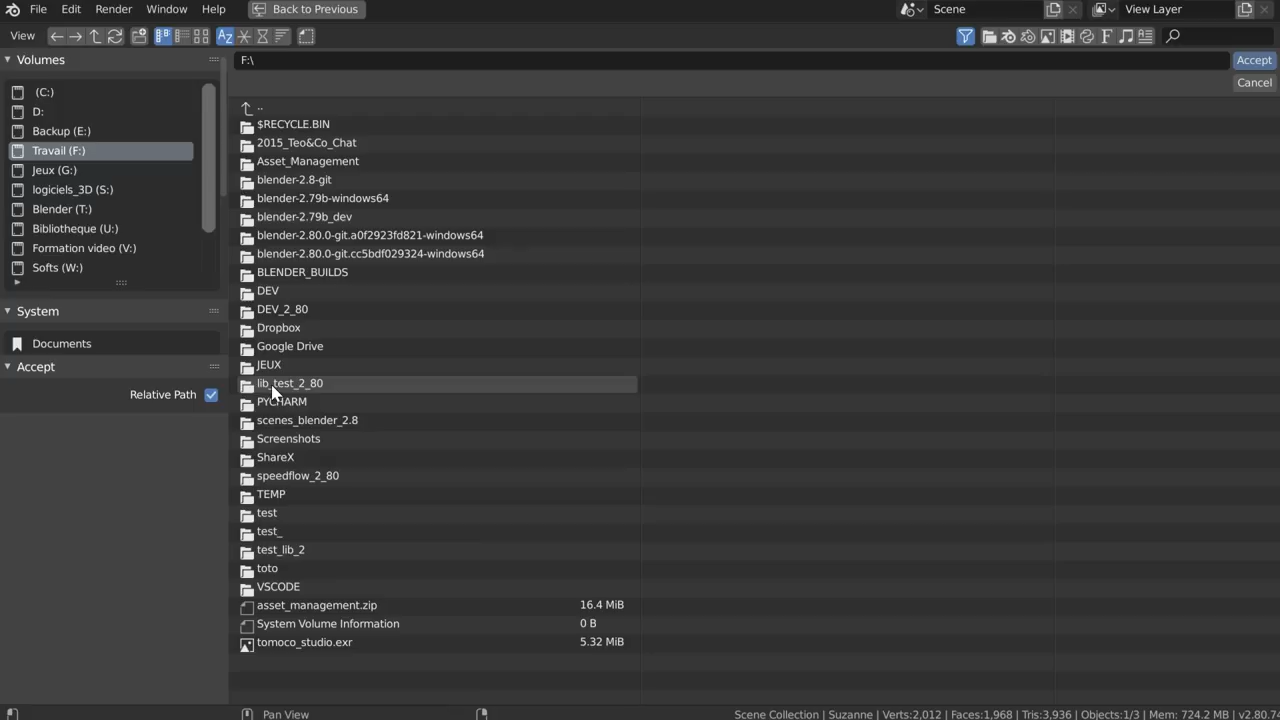 File Edit Render Window Help Back to Previous Scene View Layer
View
Volumes
F:\ Accept
Cancel
(C:)
D:
Backup (E:)
Travail (F:)
Jeux (G:)
logiciels_3D (S:)
Blender (T:)
Bibliotheque (U:)
Formation video (V:)
Softs (W:)
System
Documents
Accept
Relative Path
..
$RECYCLE.BIN
2015_Teo&Co_Chat
Asset_Management
blender-2.8-git
blender-2.79b-windows64
blender-2.79b_dev
blender-2.80.0-git.a0f2923fd821-windows64
blender-2.80.0-git.cc5bdf029324-windows64
BLENDER_BUILDS
DEV
DEV_2_80
Dropbox
Google Drive
JEUX
lib_test_2_80
PYCHARM
scenes_blender_2.8
Screenshots
ShareX
speedflow_2_80
TEMP
test
test_
test_lib_2
toto
VSCODE
asset_management.zip 16.4 MiB
System Volume Information 0 B
tomoco_studio.exr 5.32 MiB
Pan View Scene Collection | Suzanne | Verts:2,012 | Faces:1,968 | Tris:3,936 | Objects:1/3 | Mem: 724.2 MB | v2.80.74